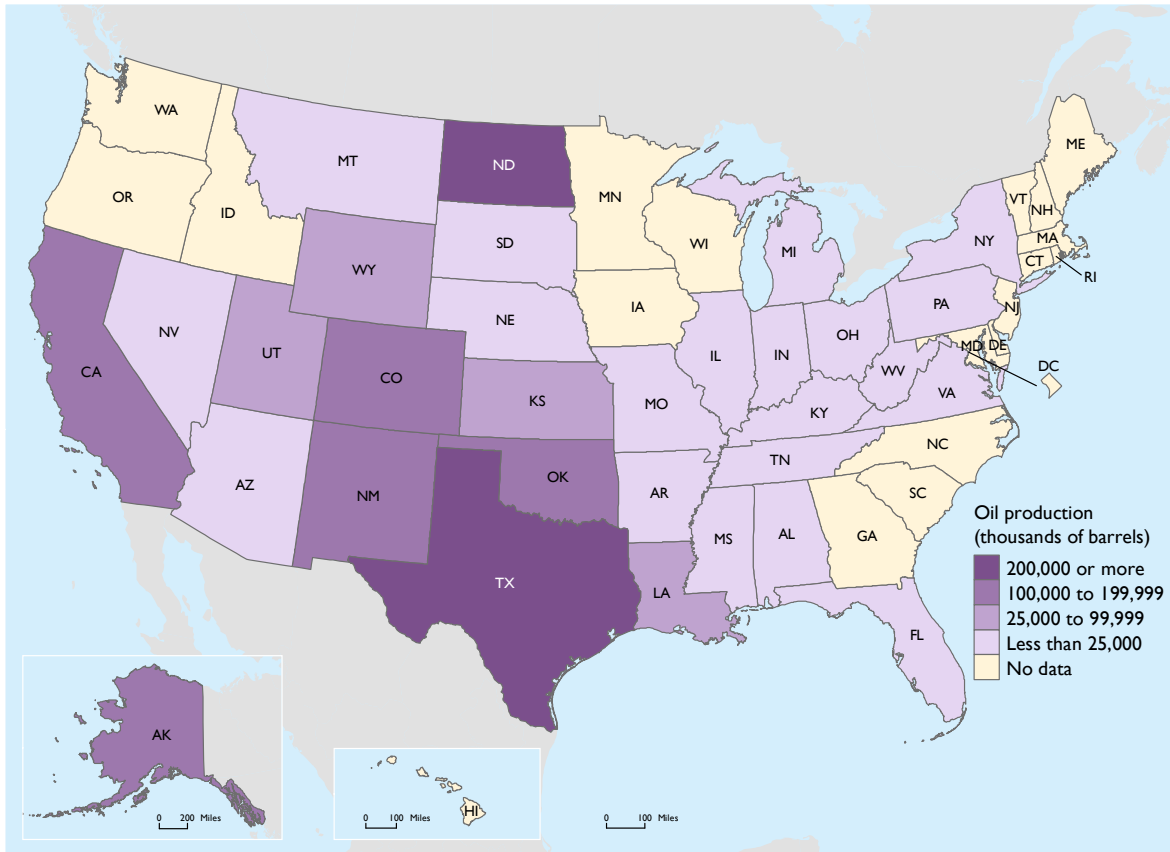 WA
MT
ND
ME
OR
ID
MN
VT
NH
SD
WI
MI
NY
MA
WY
CT
RI
PA
NJ
IA
NE
NV
OH
MD
DE
UT
IL
IN
DC
CA
CO
WV
VA
KS
MO
KY
NC
TN
AZ
NM
OK
AR
SC
MS
AL
GA
TX
LA
FL
Oil production
(thousands of barrels)
200,000 or more
100,000 to 199,999
25,000 to 99,999
Less than 25,000
No data
AK
0 200 Miles
HI
0 100 Miles
0 100 Miles